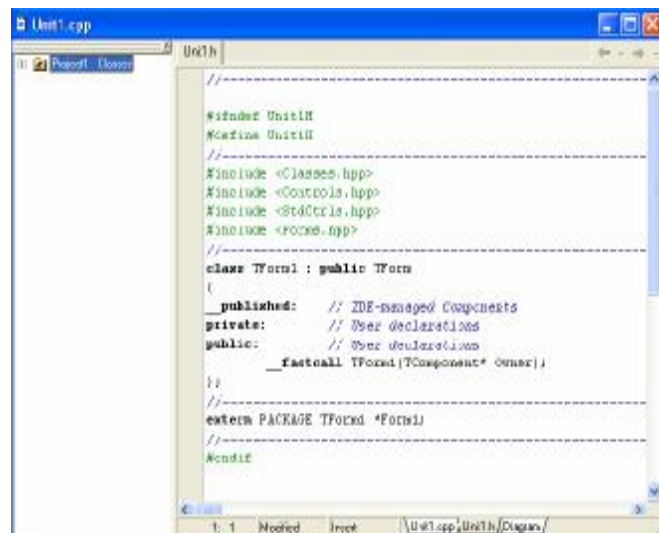 Unit1.cpp
Project1 - Classes
Unit1.h
//------------------------------------------------------------
#ifndef Unit1H
#define Unit1H
//------------------------------------------------------------
#include <Classes.hpp>
#include <Controls.hpp>
#include <StdCtrls.hpp>
#include <Forms.hpp>
//------------------------------------------------------------
class TForm1 : public TForm
{
__published: // IDE-managed Components
private: // User declarations
public: // User declarations
__fastcall TForm1(TComponent* Owner);
};
//------------------------------------------------------------
extern PACKAGE TForm1 *Form1;
//------------------------------------------------------------
#endif
1: 1 Modified Insert \Unit1.cpp\Unit1.h/Diagram/